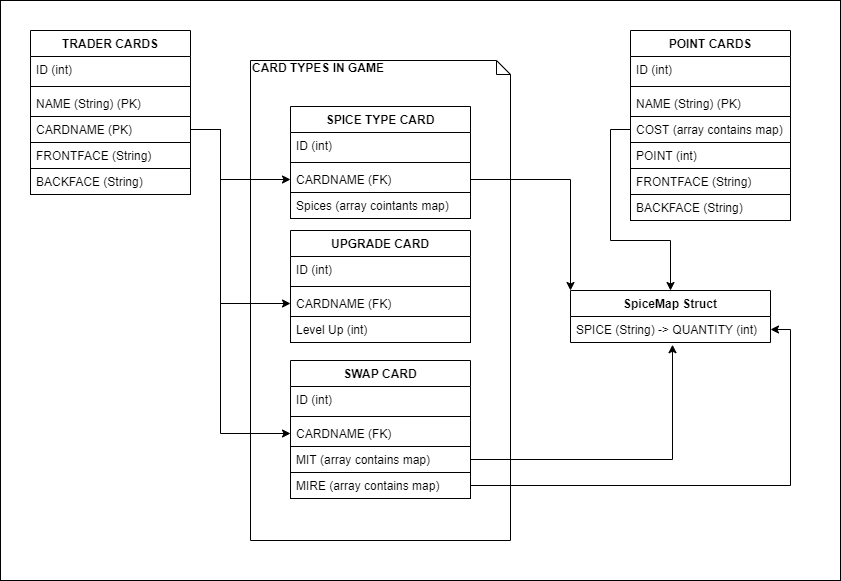 TRADER CARDS
ID (int)
NAME (String) (PK)
CARDNAME (PK)
FRONTFACE (String)
BACKFACE (String)
CARD TYPES IN GAME
SPICE TYPE CARD
ID (int)
CARDNAME (FK)
Spices (array cointants map)
UPGRADE CARD
ID (int)
CARDNAME (FK)
Level Up (int)
SWAP CARD
ID (int)
CARDNAME (FK)
MIT (array contains map)
MIRE (array contains map)
POINT CARDS
ID (int)
NAME (String) (PK)
COST (array contains map)
POINT (int)
FRONTFACE (String)
BACKFACE (String)
SpiceMap Struct
SPICE (String) -> QUANTITY (int)